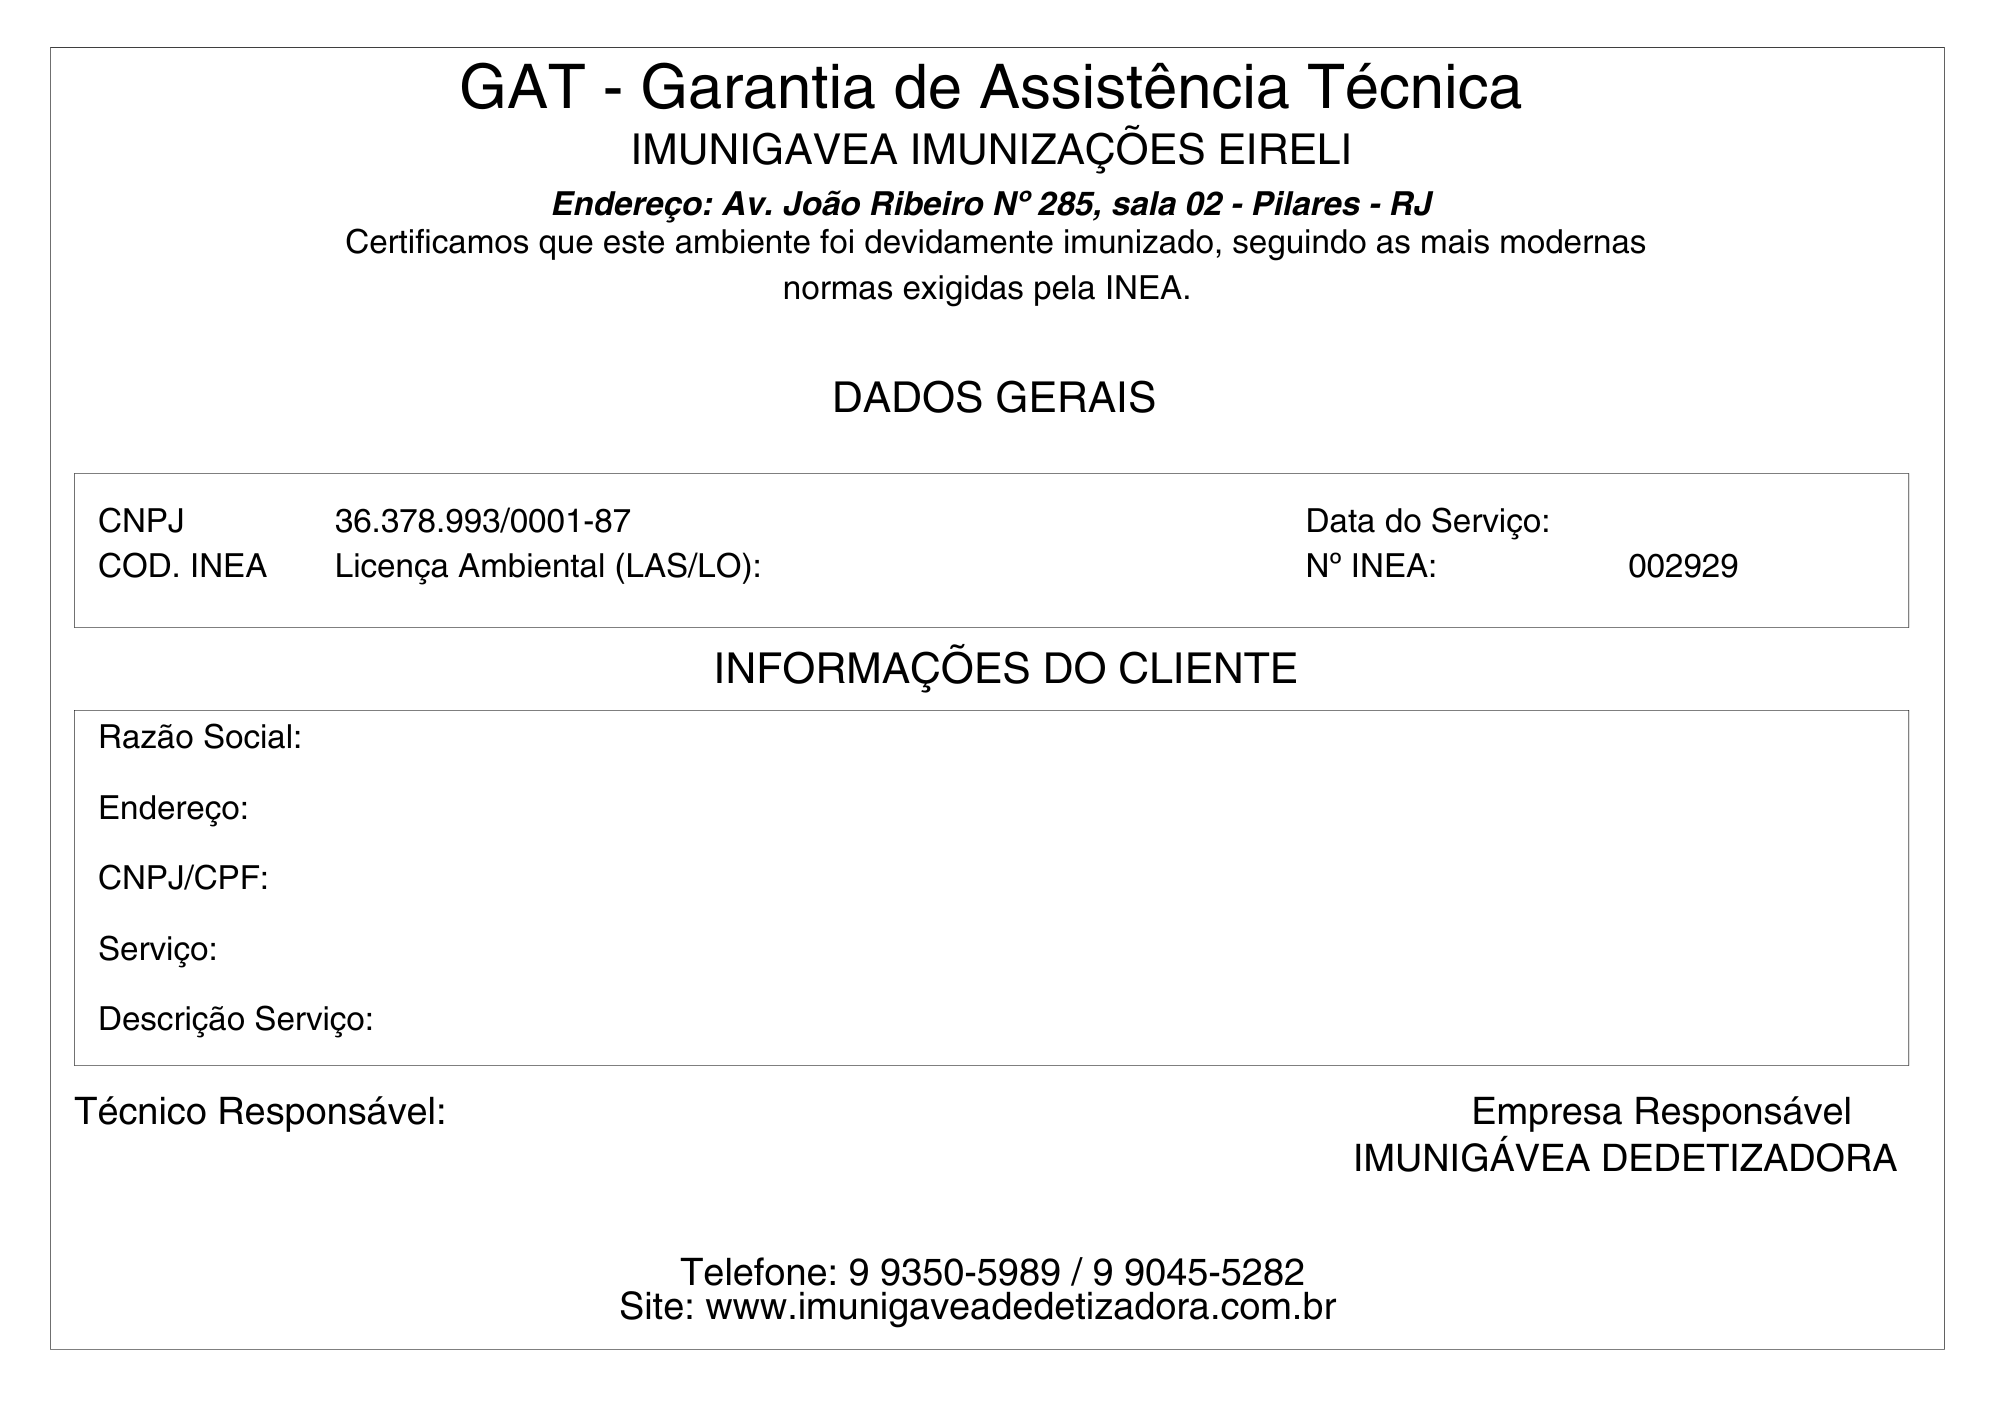 GAT - Garantia de Assistência Técnica
IMUNIGAVEA IMUNIZAÇÕES EIRELI
Endereço: Av. João Ribeiro Nº 285, sala 02 - Pilares - RJ
Certificamos que este ambiente foi devidamente imunizado, seguindo as mais modernas
normas exigidas pela INEA.
DADOS GERAIS
CNPJ 36.378.993/0001-87 Data do Serviço:
COD. INEA Licença Ambiental (LAS/LO): Nº INEA: 002929
INFORMAÇÕES DO CLIENTE
Razão Social:
Endereço:
CNPJ/CPF:
Serviço:
Descrição Serviço:
Técnico Responsável: Empresa Responsável
IMUNIGÁVEA DEDETIZADORA
Telefone: 9 9350-5989 / 9 9045-5282
Site: www.imunigaveadedetizadora.com.br